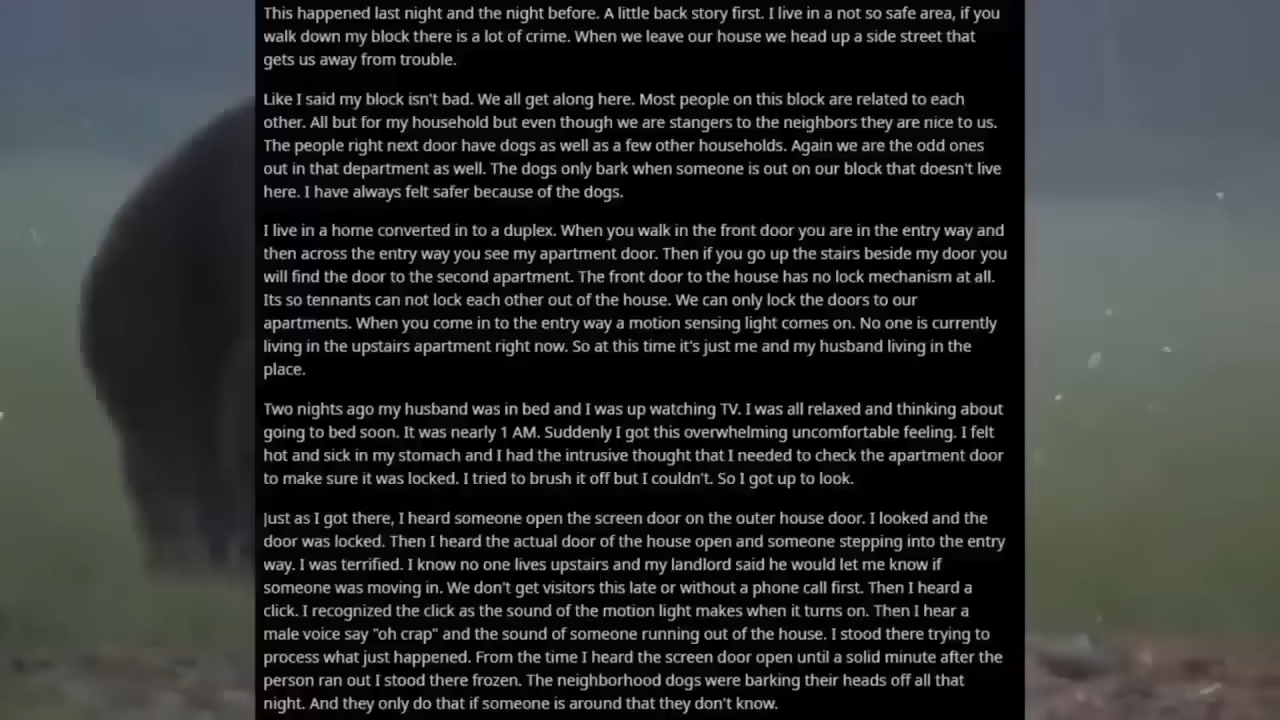 This happened last night and the night before. A little back story first. I live in a not so safe area, if you
walk down my block there is a lot of crime. When we leave our house we head up a side street that
gets us away from trouble.
Like I said my block isn't bad. We all get along here. Most people on this block are related to each
other. All but for my household but even though we are stangers to the neighbors they are nice to us.
The people right next door have dogs as well as a few other households. Again we are the odd ones
out in that department as well. The dogs only bark when someone is out on our block that doesn't live
here. I have always felt safer because of the dogs.
I live in a home converted in to a duplex. When you walk in the front door you are in the entry way and
then across the entry way you see my apartment door. Then if you go up the stairs beside my door you
will find the door to the second apartment. The front door to the house has no lock mechanism at all.
Its so tennants can not lock each other out of the house. We can only lock the doors to our
apartments. When you come in to the entry way a motion sensing light comes on. No one is currently
living in the upstairs apartment right now. So at this time it's just me and my husband living in the
place.
Two nights ago my husband was in bed and I was up watching TV. I was all relaxed and thinking about
going to bed soon. It was nearly 1 AM. Suddenly I got this overwhelming uncomfortable feeling. I felt
hot and sick in my stomach and I had the intrusive thought that I needed to check the apartment door
to make sure it was locked. I tried to brush it off but I couldn't. So I got up to look.
Just as I got there, I heard someone open the screen door on the outer house door. I looked and the
door was locked. Then I heard the actual door of the house open and someone stepping into the entry
way. I was terrified. I know no one lives upstairs and my landlord said he would let me know if
someone was moving in. We don't get visitors this late or without a phone call first. Then I heard a
click. I recognized the click as the sound of the motion light makes when it turns on. Then I hear a
male voice say "oh crap" and the sound of someone running out of the house. I stood there trying to
process what just happened. From the time I heard the screen door open until a solid minute after the
person ran out I stood there frozen. The neighborhood dogs were barking their heads off all that
night. And they only do that if someone is around that they don't know.